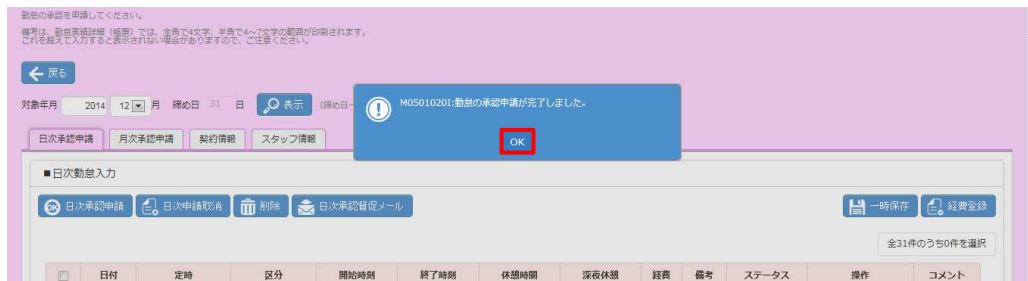 勤怠の承認を申請してください。
備考は、勤怠実績詳細（帳票）では、全角で4文字、半角で4～7文字の範囲が印刷されます。
これを超えて入力すると表示されない場合がありますので、ご注意ください。
戻る
対象年月 2014 12 月 締め日 31 日 表示 (締め日
M0501020I:勤怠の承認申請が完了しました。
OK
日次承認申請 月次承認申請 契約情報 スタッフ情報
■日次勤怠入力
日次承認申請 日次申請取消 削除 日次承認督促メール 一時保存 経費登録
全31件のうち0件を選択
日付 定時 区分 開始時刻 終了時刻 休憩時間 深夜休憩 経費 備考 ステータス 操作 コメント